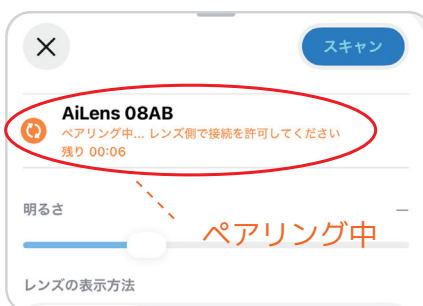 スキャン
AiLens 08AB
ペアリング中... レンズ側で接続を許可してください
残り 00:06
明るさ
ペアリング中
レンズの表示方法